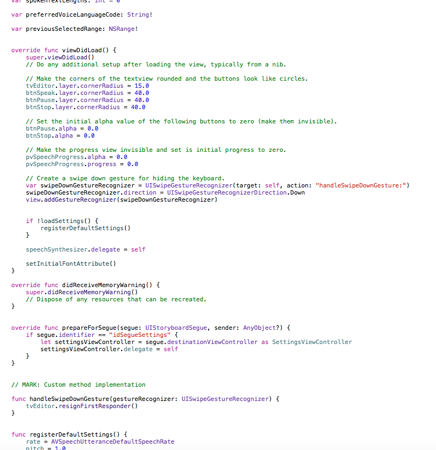 var spokenTextLengths: Int = 0
var preferredVoiceLanguageCode: String!
var previousSelectedRange: NSRange!
override func viewDidLoad() {
super.viewDidLoad()
// Do any additional setup after loading the view, typically from a nib.
// Make the corners of the textview rounded and the buttons look like circles.
tvEditor.layer.cornerRadius = 15.0
btnSpeak.layer.cornerRadius = 40.0
btnPause.layer.cornerRadius = 40.0
btnStop.layer.cornerRadius = 40.0
// Set the initial alpha value of the following buttons to zero (make them invisible).
btnPause.alpha = 0.0
btnStop.alpha = 0.0
// Make the progress view invisible and set is initial progress to zero.
pvSpeechProgress.alpha = 0.0
pvSpeechProgress.progress = 0.0
// Create a swipe down gesture for hiding the keyboard.
var swipeDownGestureRecognizer = UISwipeGestureRecognizer(target: self, action: "handleSwipeDownGesture:")
swipeDownGestureRecognizer.direction = UISwipeGestureRecognizerDirection.Down
view.addGestureRecognizer(swipeDownGestureRecognizer)
if !loadSettings() {
registerDefaultSettings()
}
speechSynthesizer.delegate = self
setInitialFontAttribute()
}
override func didReceiveMemoryWarning() {
super.didReceiveMemoryWarning()
// Dispose of any resources that can be recreated.
}
override func prepareForSegue(segue: UIStoryboardSegue, sender: AnyObject?) {
if segue.identifier == "idSegueSettings" {
let settingsViewController = segue.destinationViewController as SettingsViewController
settingsViewController.delegate = self
}
}
// MARK: Custom method implementation
func handleSwipeDownGesture(gestureRecognizer: UISwipeGestureRecognizer) {
tvEditor.resignFirstResponder()
}
func registerDefaultSettings() {
rate = AVSpeechUtteranceDefaultSpeechRate
pitch = 1.0